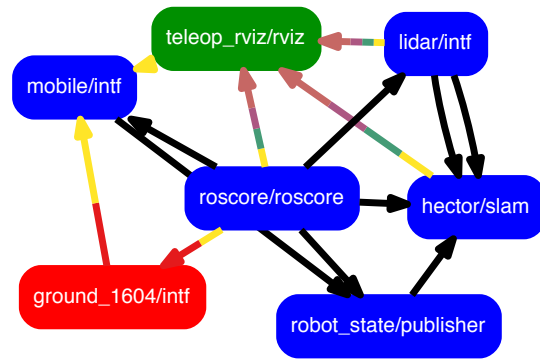 teleop_rviz/rviz
lidar/intf
mobile/intf
roscore/roscore
hector/slam
ground_1604/intf
robot_state/publisher